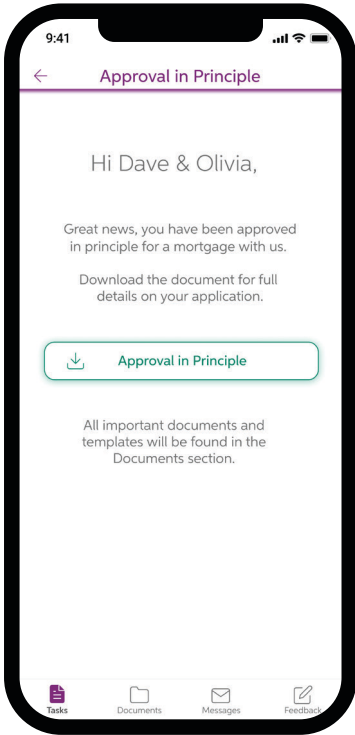 9:41
Approval in Principle
Hi Dave & Olivia,
Great news, you have been approved
in principle for a mortgage with us.
Download the document for full
details on your application.
Approval in Principle
All important documents and
templates will be found in the
Documents section.
Tasks Documents Messages Feedback